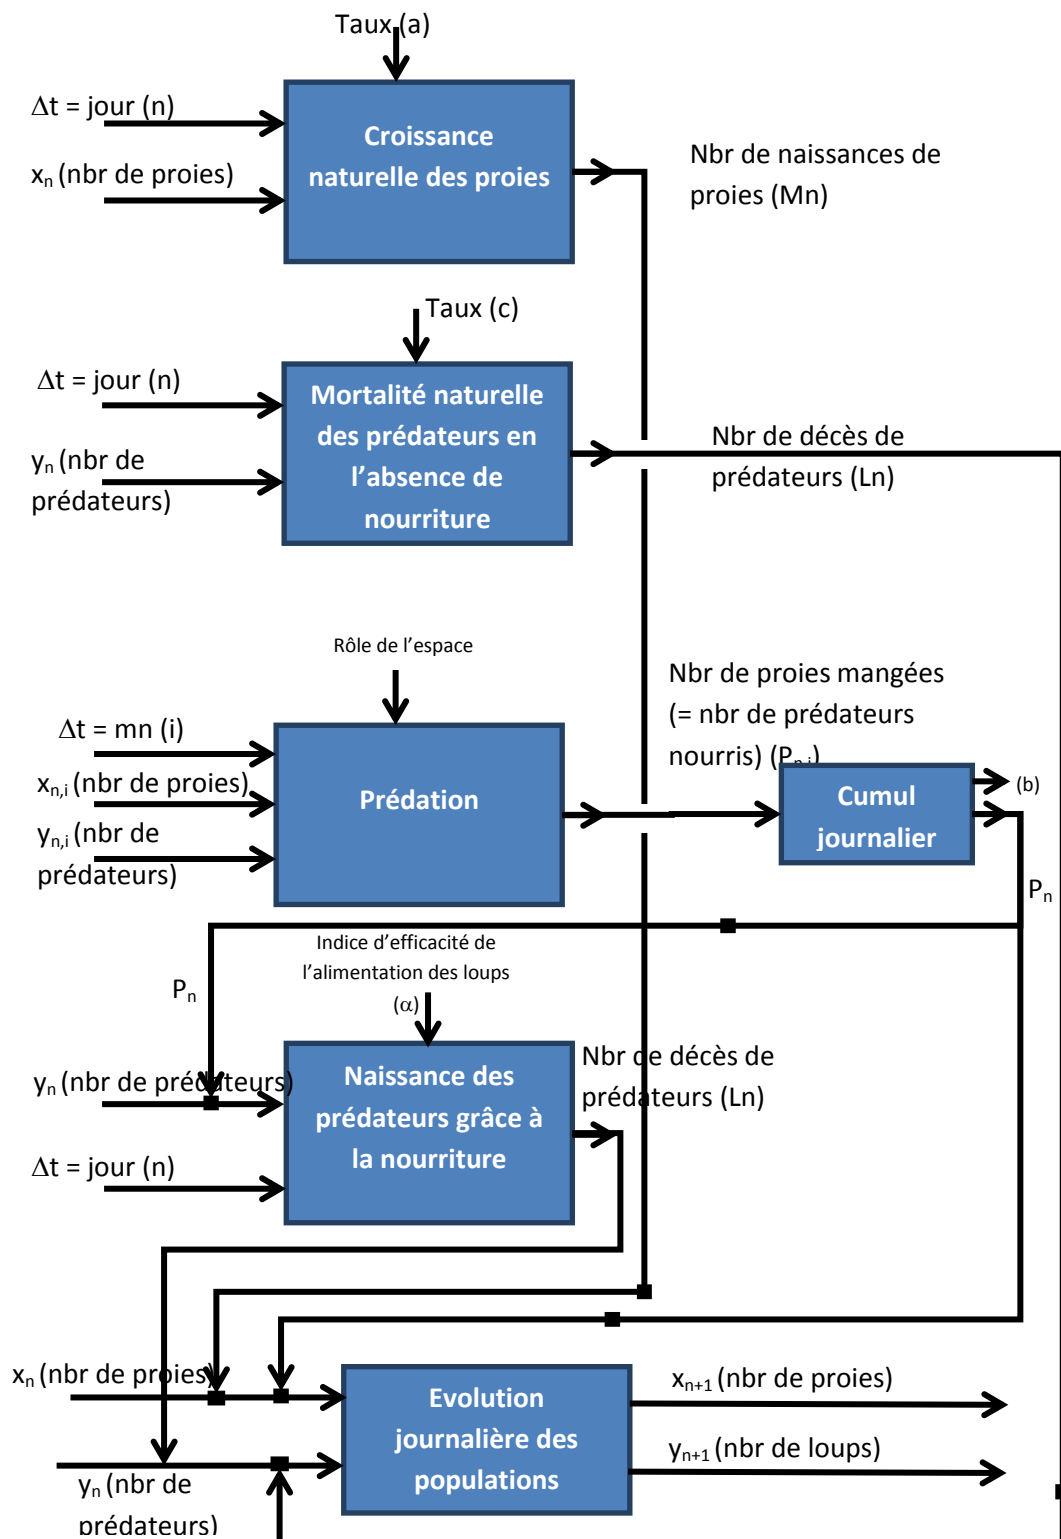 Taux (a)
Δt = jour (n)
xn (nbr de proies)
Croissance
naturelle des proies
Nbr de naissances de
proies (Mn)
Taux (c)
Δt = jour (n)
yn (nbr de
prédateurs)
Mortalité naturelle
des prédateurs en
l’absence de
nourriture
Nbr de décès de
prédateurs (Ln)
Rôle de l’espace
Δt = mn (i)
xn,i (nbr de proies)
yn,i (nbr de
prédateurs)
Prédation
Nbr de proies mangées
(= nbr de prédateurs
nourris) (Pn,i)
Cumul
journalier
(b)
Pn
Indice d’efficacité de
l’alimentation des loups
(α)
Pn
yn (nbr de prédateurs)
Δt = jour (n)
Naissance des
prédateurs grâce à
la nourriture
Nbr de décès de
prédateurs (Ln)
xn (nbr de proies)
yn (nbr de
prédateurs)
Evolution
journalière des
populations
xn+1 (nbr de proies)
yn+1 (nbr de loups)